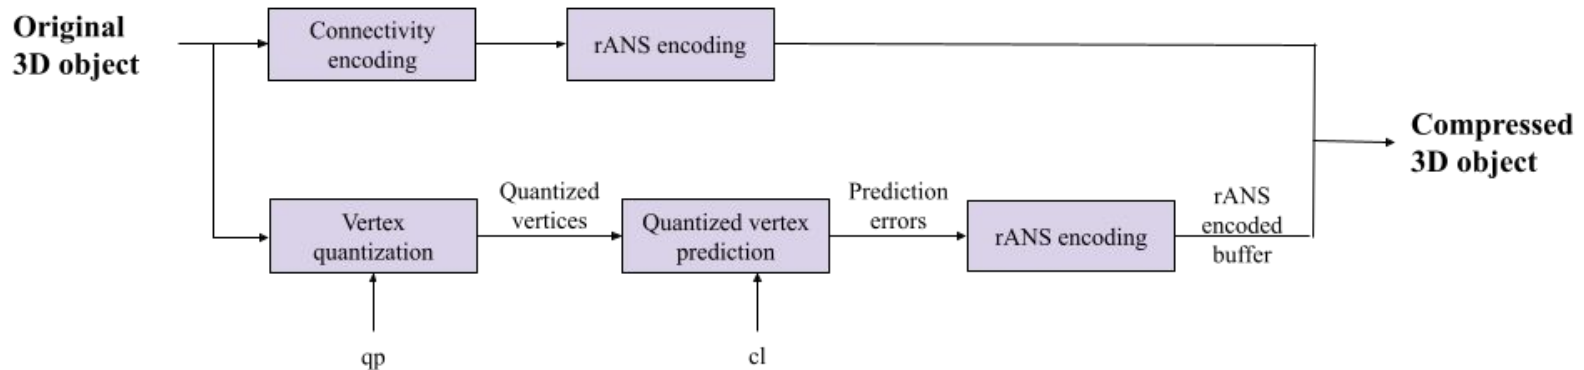 Original
3D object
Connectivity
encoding
rANS encoding
Compressed
3D object
Vertex
quantization
Quantized
vertices
Quantized vertex
prediction
Prediction
errors
rANS encoding
rANS
encoded
buffer
qp
cl